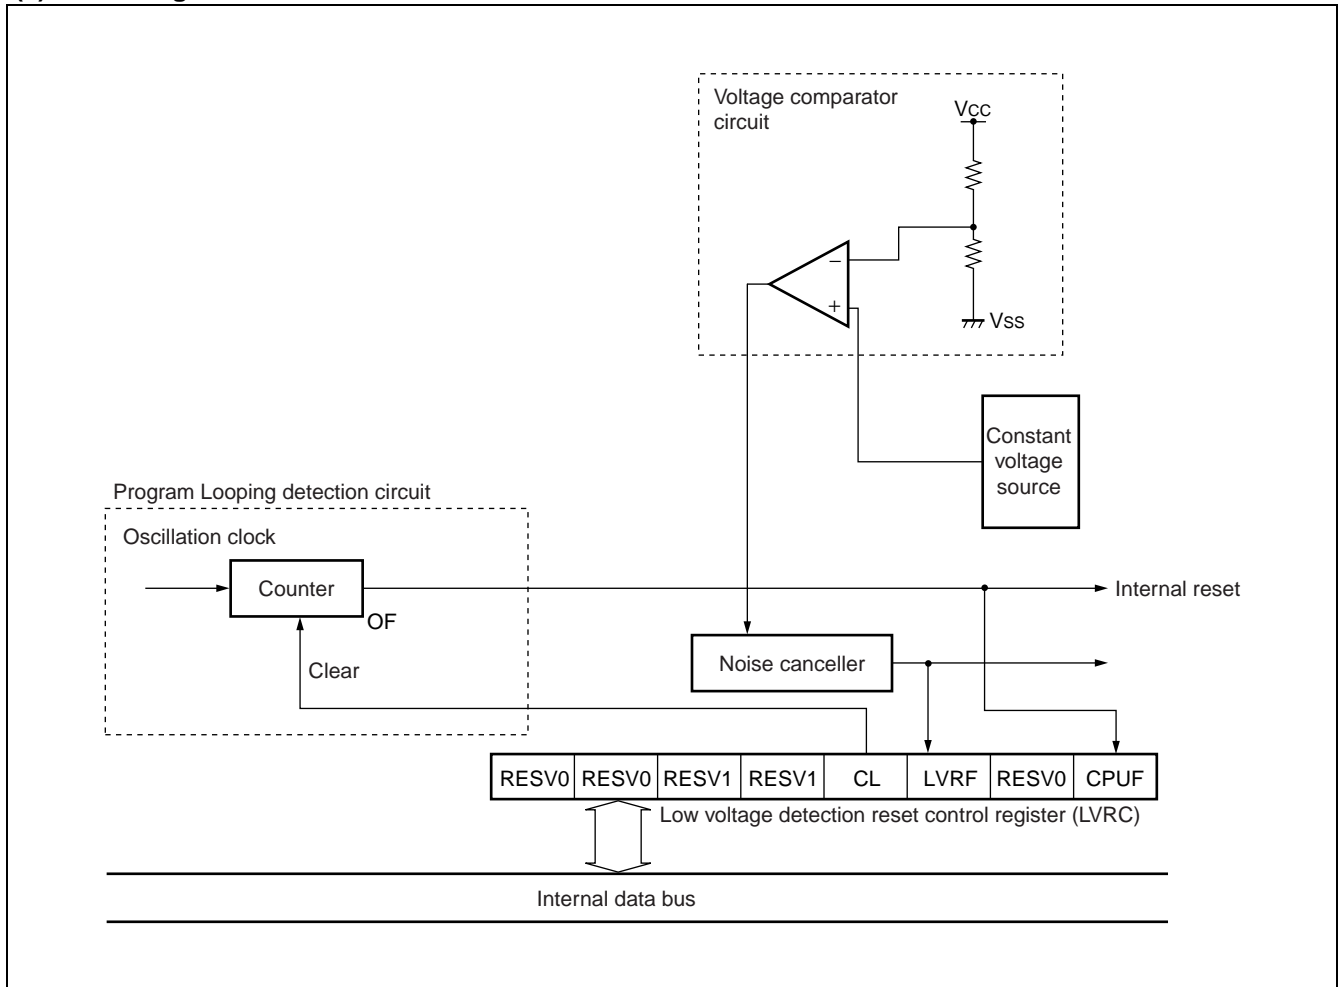 Voltage comparator
circuit
Vcc
−
+
Vss
Constant
voltage
source
Program Looping detection circuit
Oscillation clock
Counter
OF
Internal reset
Clear
Noise canceller
RESV0 RESV0 RESV1 RESV1 CL LVRF RESV0 CPUF
Low voltage detection reset control register (LVRC)
Internal data bus